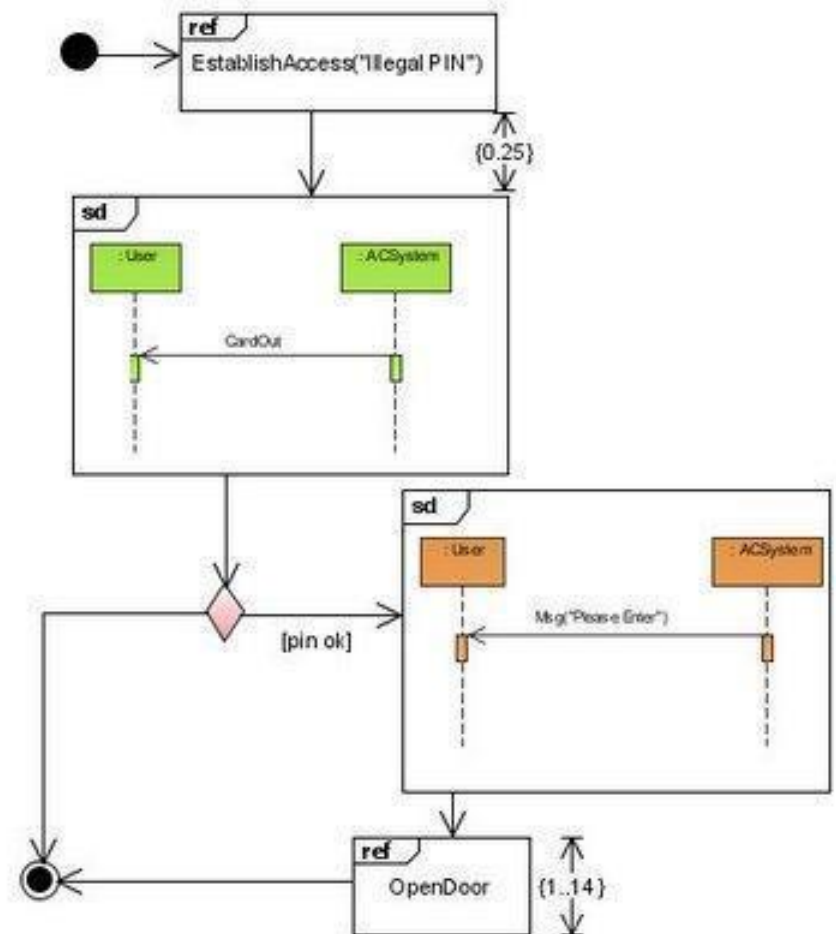 ref
EstablishAccess("Illegal PIN")
{0.25}
sd
: User
: ACSystem
CardOut
sd
: User
: ACSystem
Msg("Please Enter")
[pin ok]
ref
OpenDoor
{1..14}